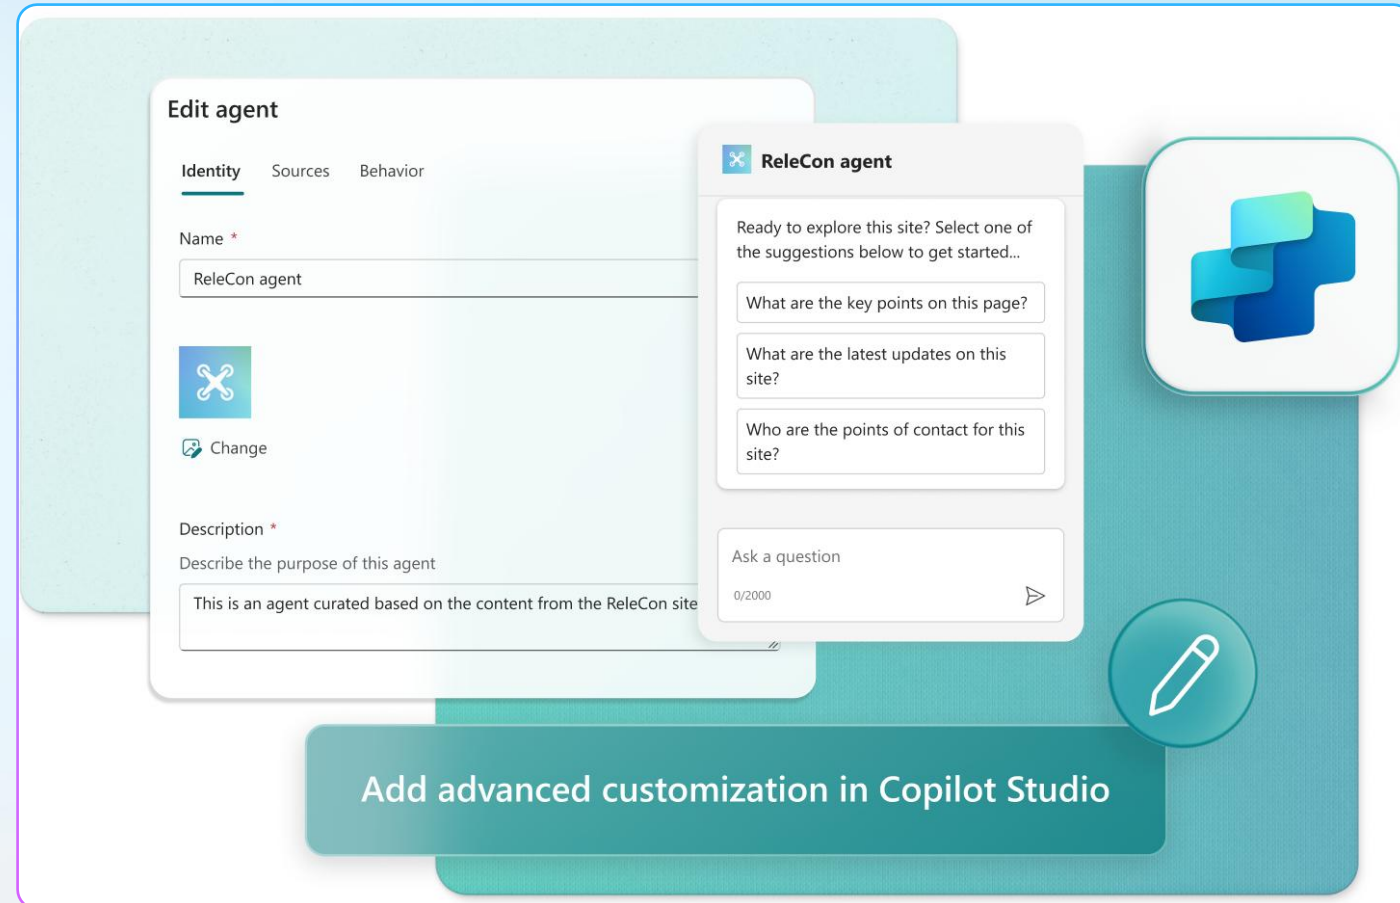 Edit agent
Identity Sources Behavior
Name *
ReleCon agent
Change
Description *
Describe the purpose of this agent
This is an agent curated based on the content from the ReleCon site
ReleCon agent
Ready to explore this site? Select one of
the suggestions below to get started...
What are the key points on this page?
What are the latest updates on this
site?
Who are the points of contact for this
site?
Ask a question
0/2000
Add advanced customization in Copilot Studio